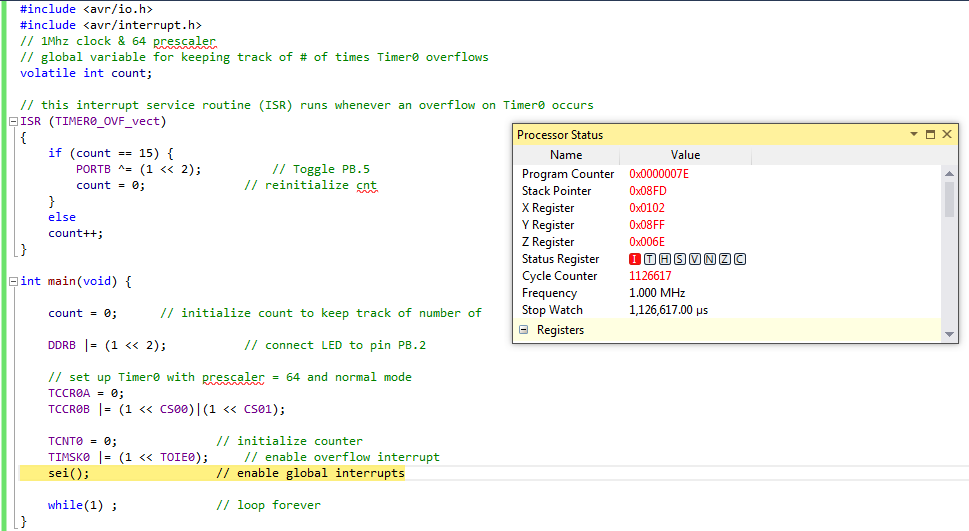 #include <avr/io.h>
#include <avr/interrupt.h>
// 1Mhz clock & 64 prescaler
// global variable for keeping track of # of times Timer0 overflows
volatile int count;
// this interrupt service routine (ISR) runs whenever an overflow on Timer0 occurs
ISR (TIMER0_OVF_vect)
{
if (count == 15) {
PORTB ^= (1 << 2); // Toggle PB.5
count = 0; // reinitialize cnt
}
else
count++;
}
int main(void) {
count = 0; // initialize count to keep track of number of
DDRB |= (1 << 2); // connect LED to pin PB.2
// set up Timer0 with prescaler = 64 and normal mode
TCCR0A = 0;
TCCR0B |= (1 << CS00)|(1 << CS01);
TCNT0 = 0; // initialize counter
TIMSK0 |= (1 << TOIE0); // enable overflow interrupt
sei(); // enable global interrupts
while(1) ; // loop forever
}
Processor Status
Name Value
Program Counter 0x0000007E
Stack Pointer 0x08FD
X Register 0x0102
Y Register 0x08FF
Z Register 0x006E
Status Register I T H S V N Z C
Cycle Counter 1126617
Frequency 1.000 MHz
Stop Watch 1,126,617.00 µs
Registers